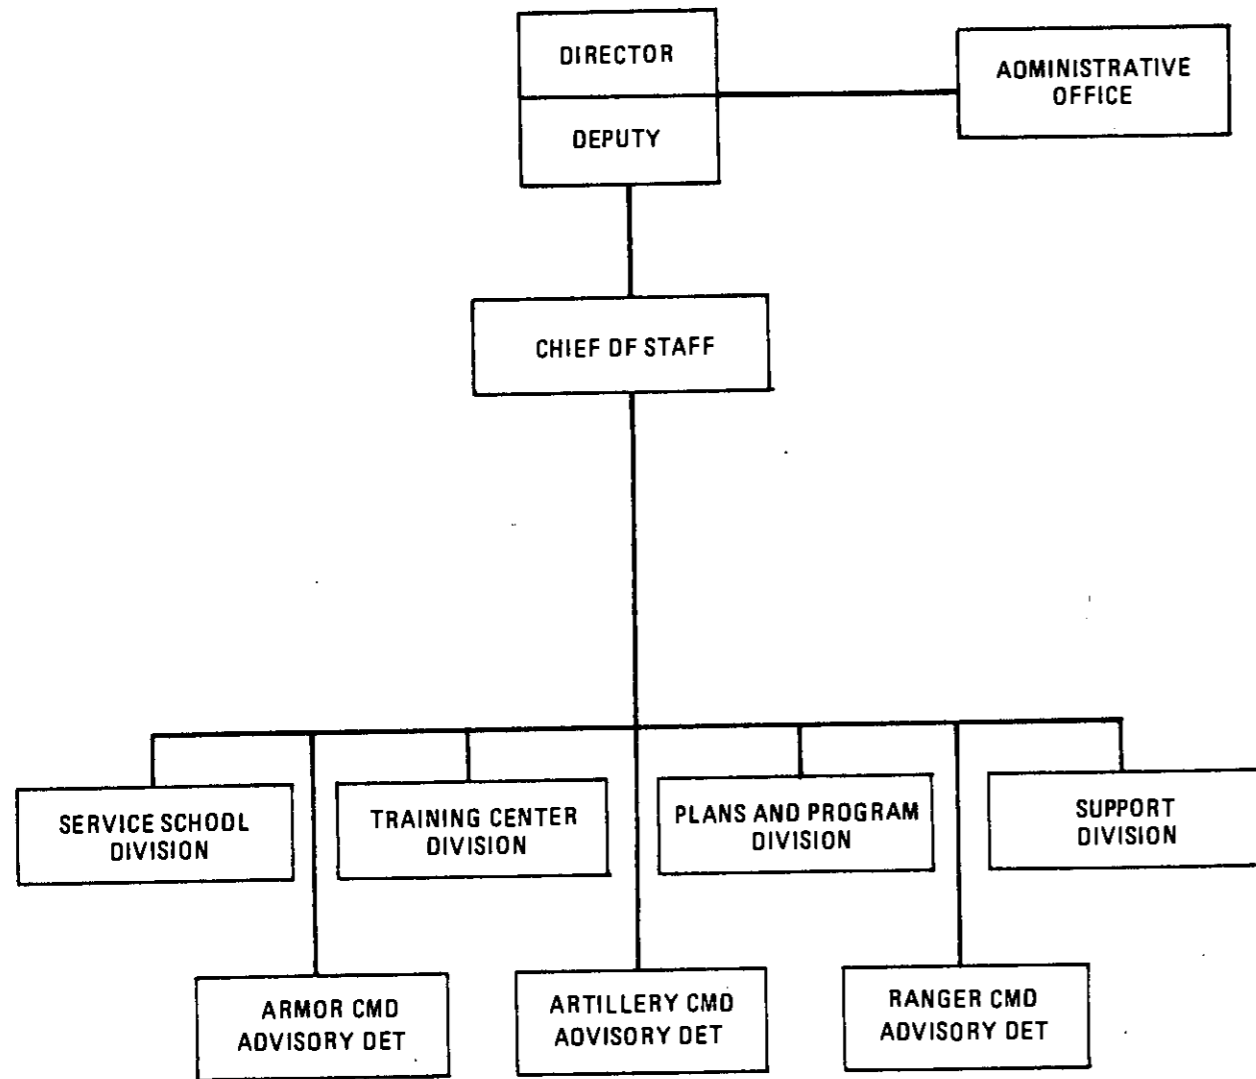 DIRECTOR
DEPUTY
ADMINISTRATIVE
OFFICE
CHIEF OF STAFF
SERVICE SCHOOL
DIVISION
TRAINING CENTER
DIVISION
PLANS AND PROGRAM
DIVISION
SUPPORT
DIVISION
ARMOR CMD
ADVISORY DET
ARTILLERY CMD
ADVISORY DET
RANGER CMD
ADVISORY DET